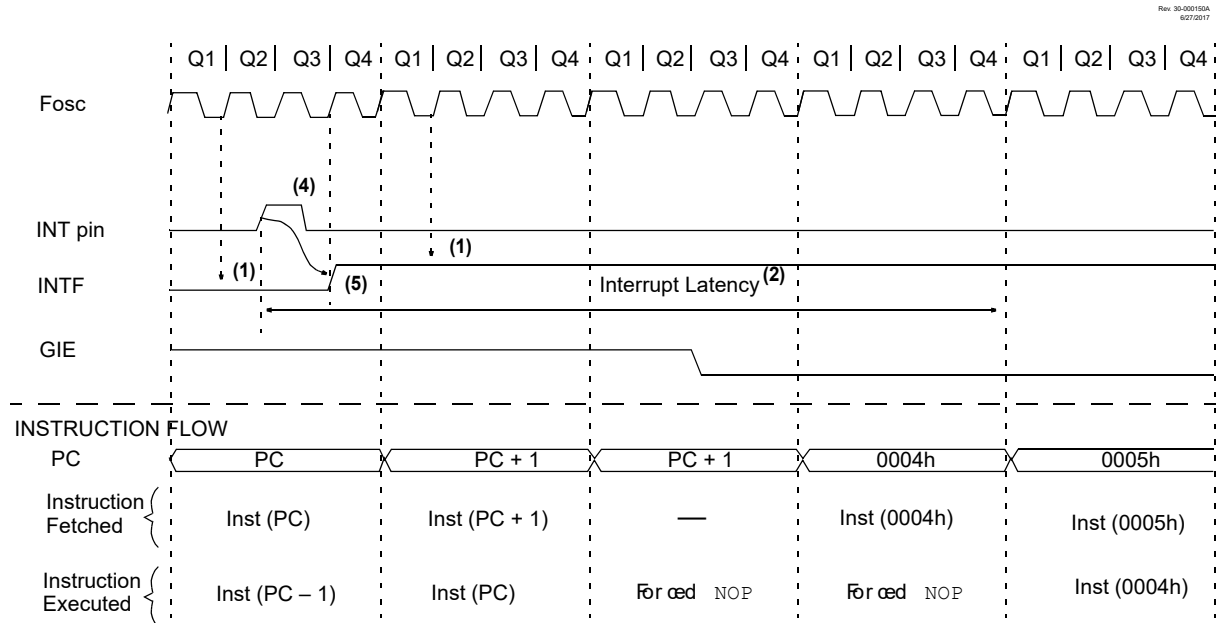 Rev. 30-000150A
6/27/2017
Q1 Q2 Q3 Q4 Q1 Q2 Q3 Q4 Q1 Q2 Q3 Q4 Q1 Q2 Q3 Q4 Q1 Q2 Q3 Q4
Fosc
(4)
INT pin
(1)
(1)
INTF
(5)
Interrupt Latency (2)
GIE
INSTRUCTION FLOW
PC PC PC + 1 PC + 1 0004h 0005h
Instruction
Fetched
Inst (PC) Inst (PC + 1) — Inst (0004h) Inst (0005h)
Instruction
Executed
Inst (PC – 1) Inst (PC) Forced NOP Forced NOP Inst (0004h)